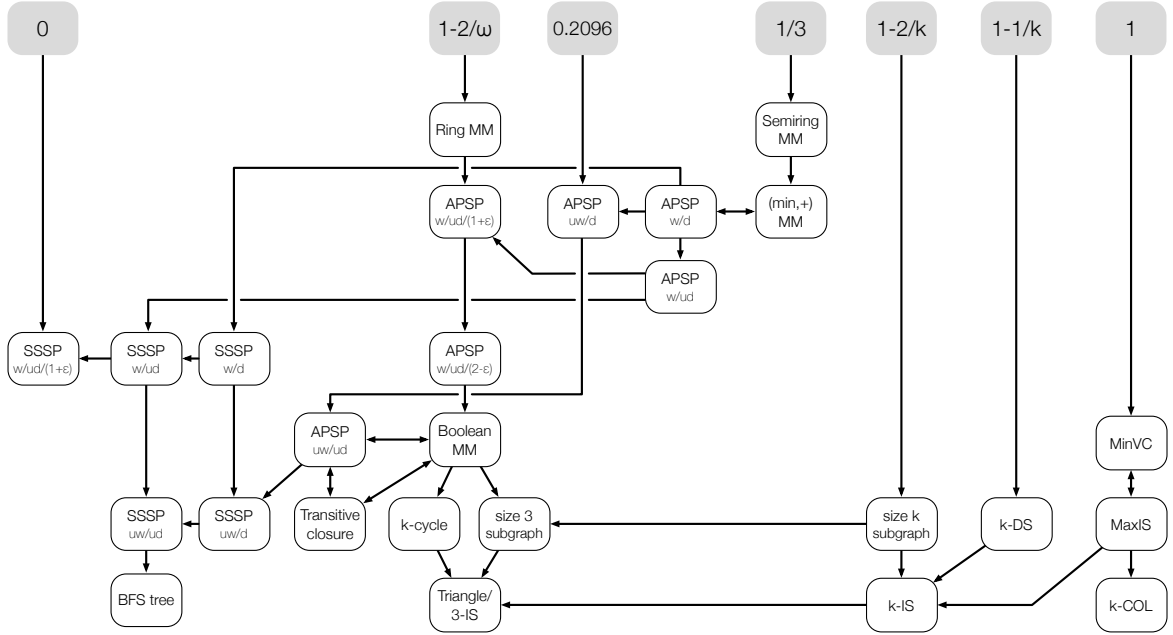 0
1-2/ω
0.2096
1/3
1-2/k
1-1/k
1
Ring MM
Semiring
MM
APSP
w/ud/(1+ε)
APSP
uw/d
APSP
w/d
(min,+)
MM
APSP
w/ud
SSSP
w/ud/(1+ε)
SSSP
w/ud
SSSP
w/d
APSP
w/ud/(2-ε)
APSP
uw/ud
Boolean
MM
MinVC
SSSP
uw/ud
SSSP
uw/d
Transitive
closure
k-cycle
size 3
subgraph
size k
subgraph
k-DS
MaxIS
BFS tree
Triangle/
3-IS
k-IS
k-COL